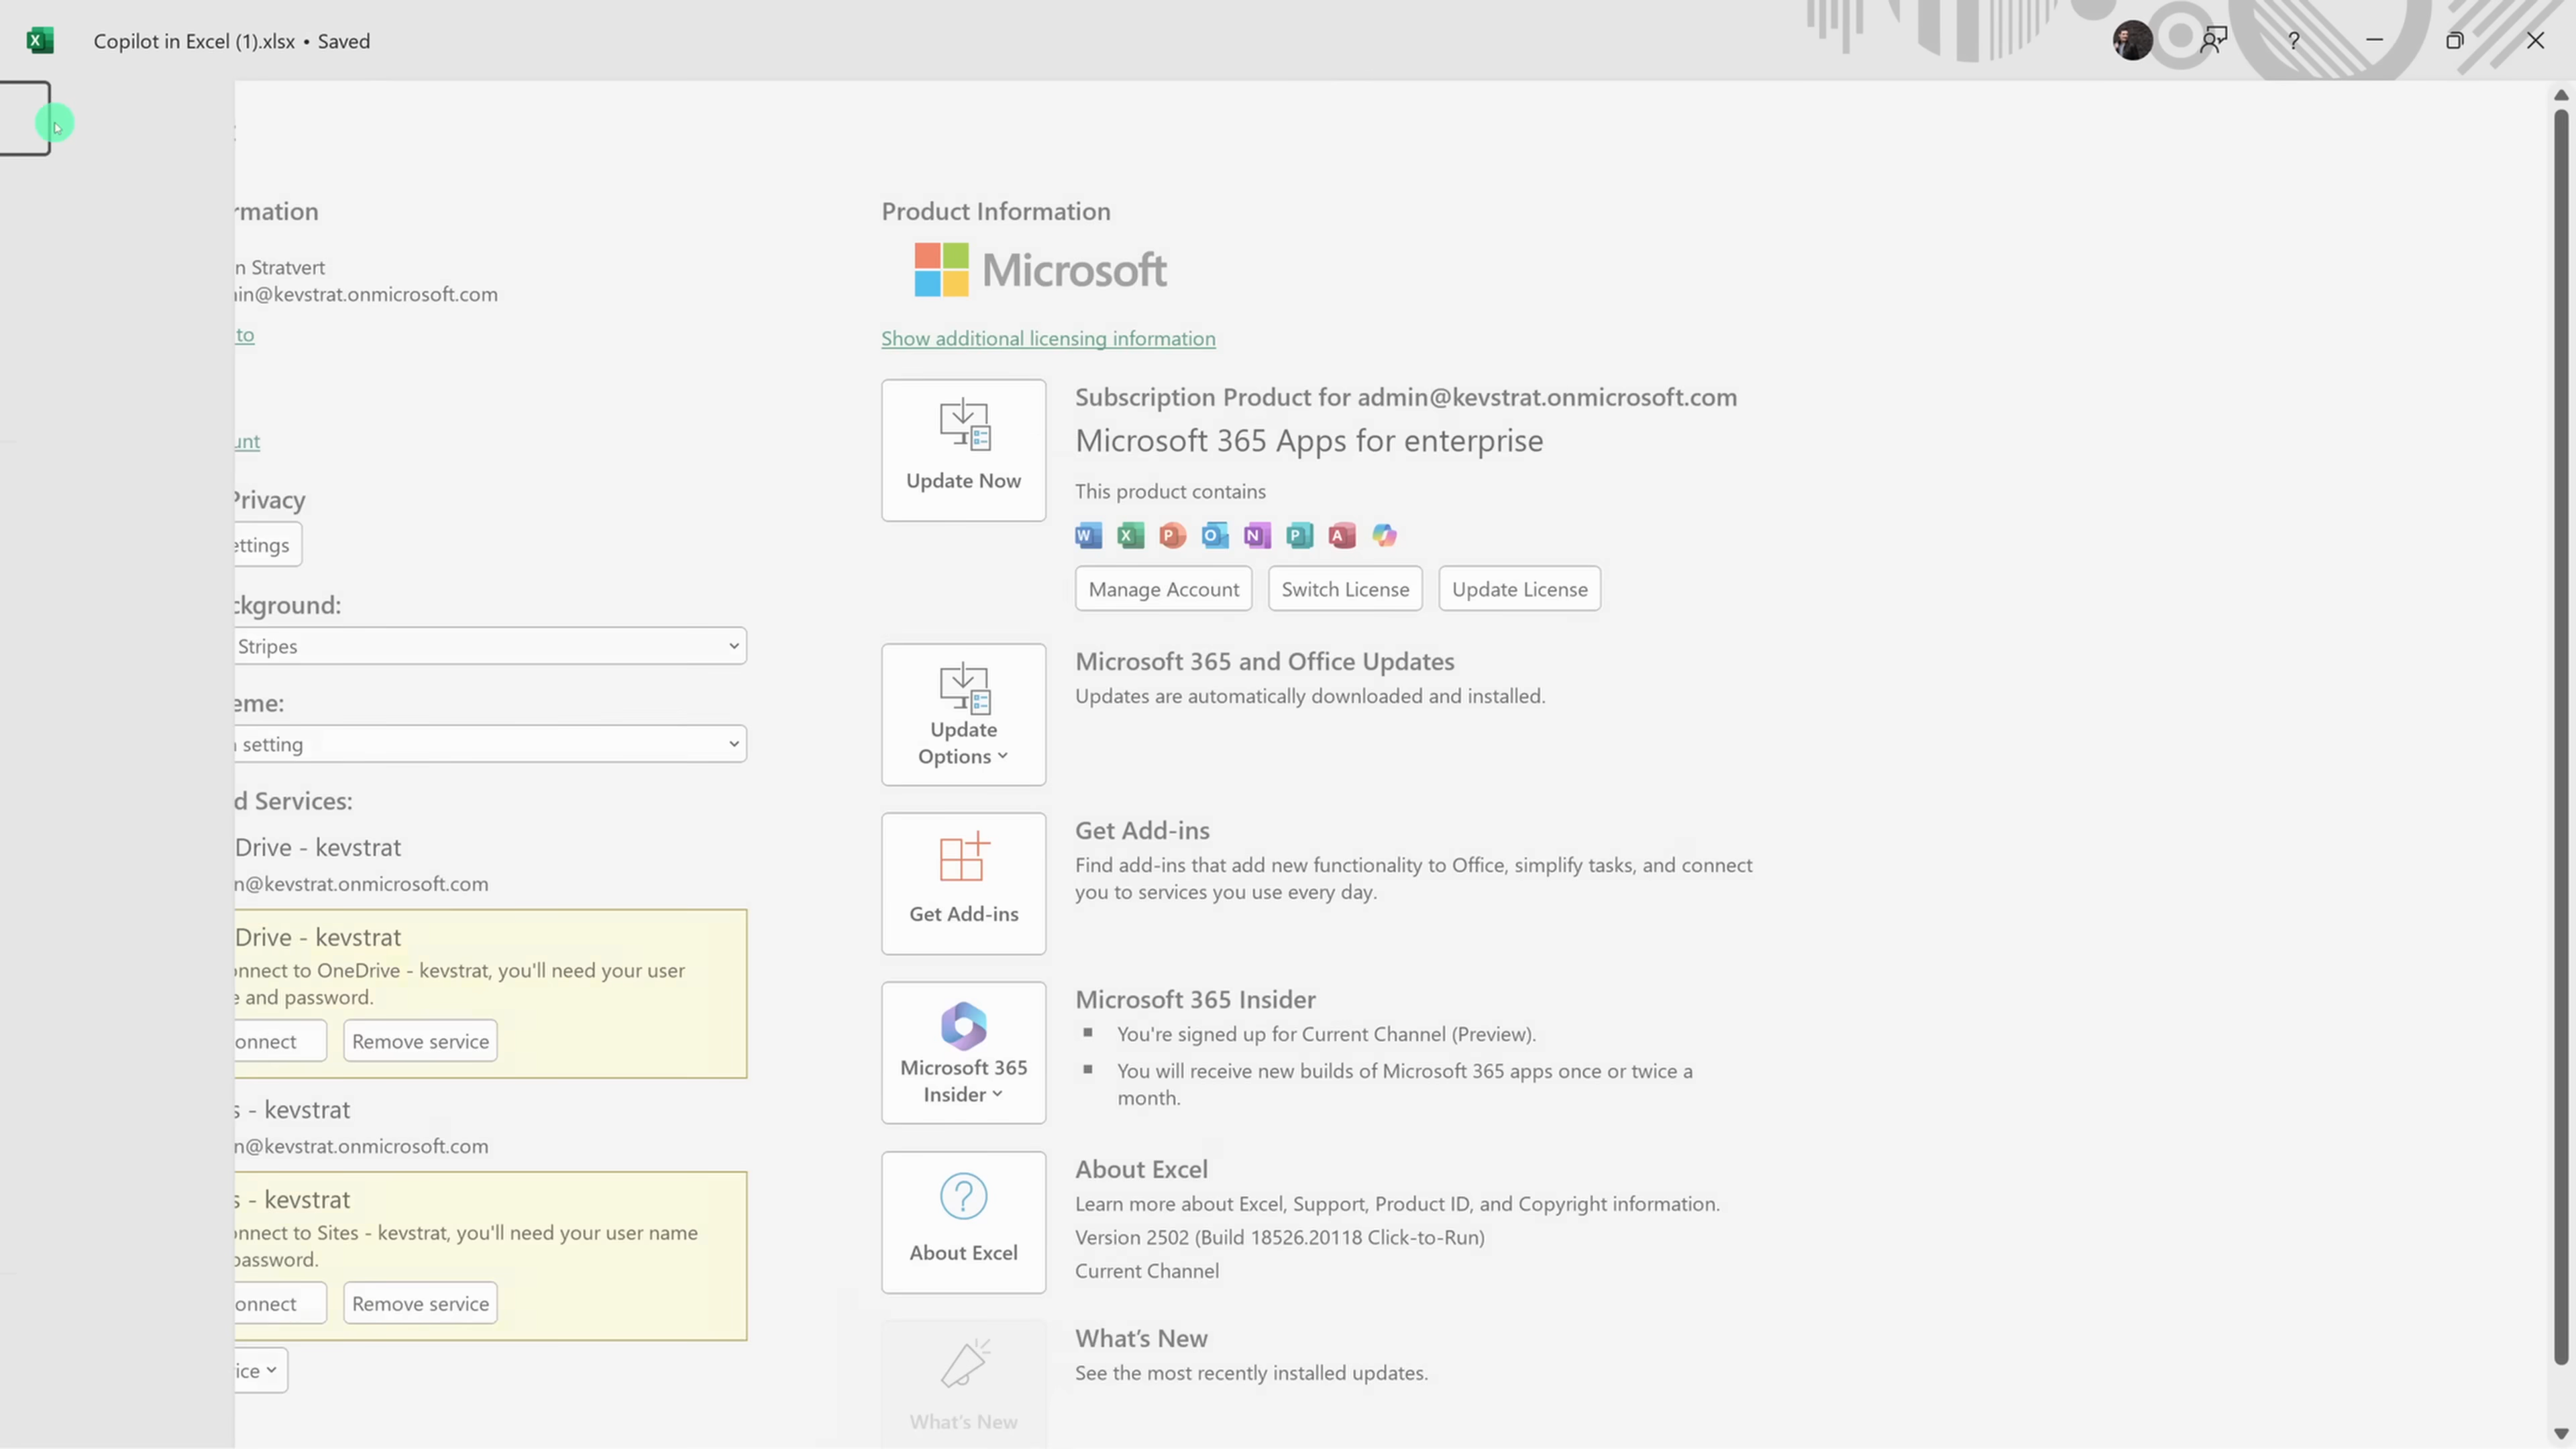 Copilot in Excel (1).xlsx • Saved
rmation
n Stratvert
in@kevstrat.onmicrosoft.com
to
unt
Privacy
ettings
ckground:
Stripes
eme:
setting
d Services:
Drive - kevstrat
n@kevstrat.onmicrosoft.com
Drive - kevstrat
onnect to OneDrive - kevstrat, you'll need your user
e and password.
onnect
Remove service
s - kevstrat
n@kevstrat.onmicrosoft.com
s - kevstrat
onnect to Sites - kevstrat, you'll need your user name
password.
onnect
Remove service
ice
Product Information
Microsoft
Show additional licensing information
Update Now
Subscription Product for admin@kevstrat.onmicrosoft.com
Microsoft 365 Apps for enterprise
This product contains
Manage Account
Switch License
Update License
Update
Options
Microsoft 365 and Office Updates
Updates are automatically downloaded and installed.
Get Add-ins
Get Add-ins
Find add-ins that add new functionality to Office, simplify tasks, and connect
you to services you use every day.
Microsoft 365
Insider
Microsoft 365 Insider
You're signed up for Current Channel (Preview).
You will receive new builds of Microsoft 365 apps once or twice a
month.
About Excel
About Excel
Learn more about Excel, Support, Product ID, and Copyright information.
Version 2502 (Build 18526.20118 Click-to-Run)
Current Channel
What's New
What's New
See the most recently installed updates.